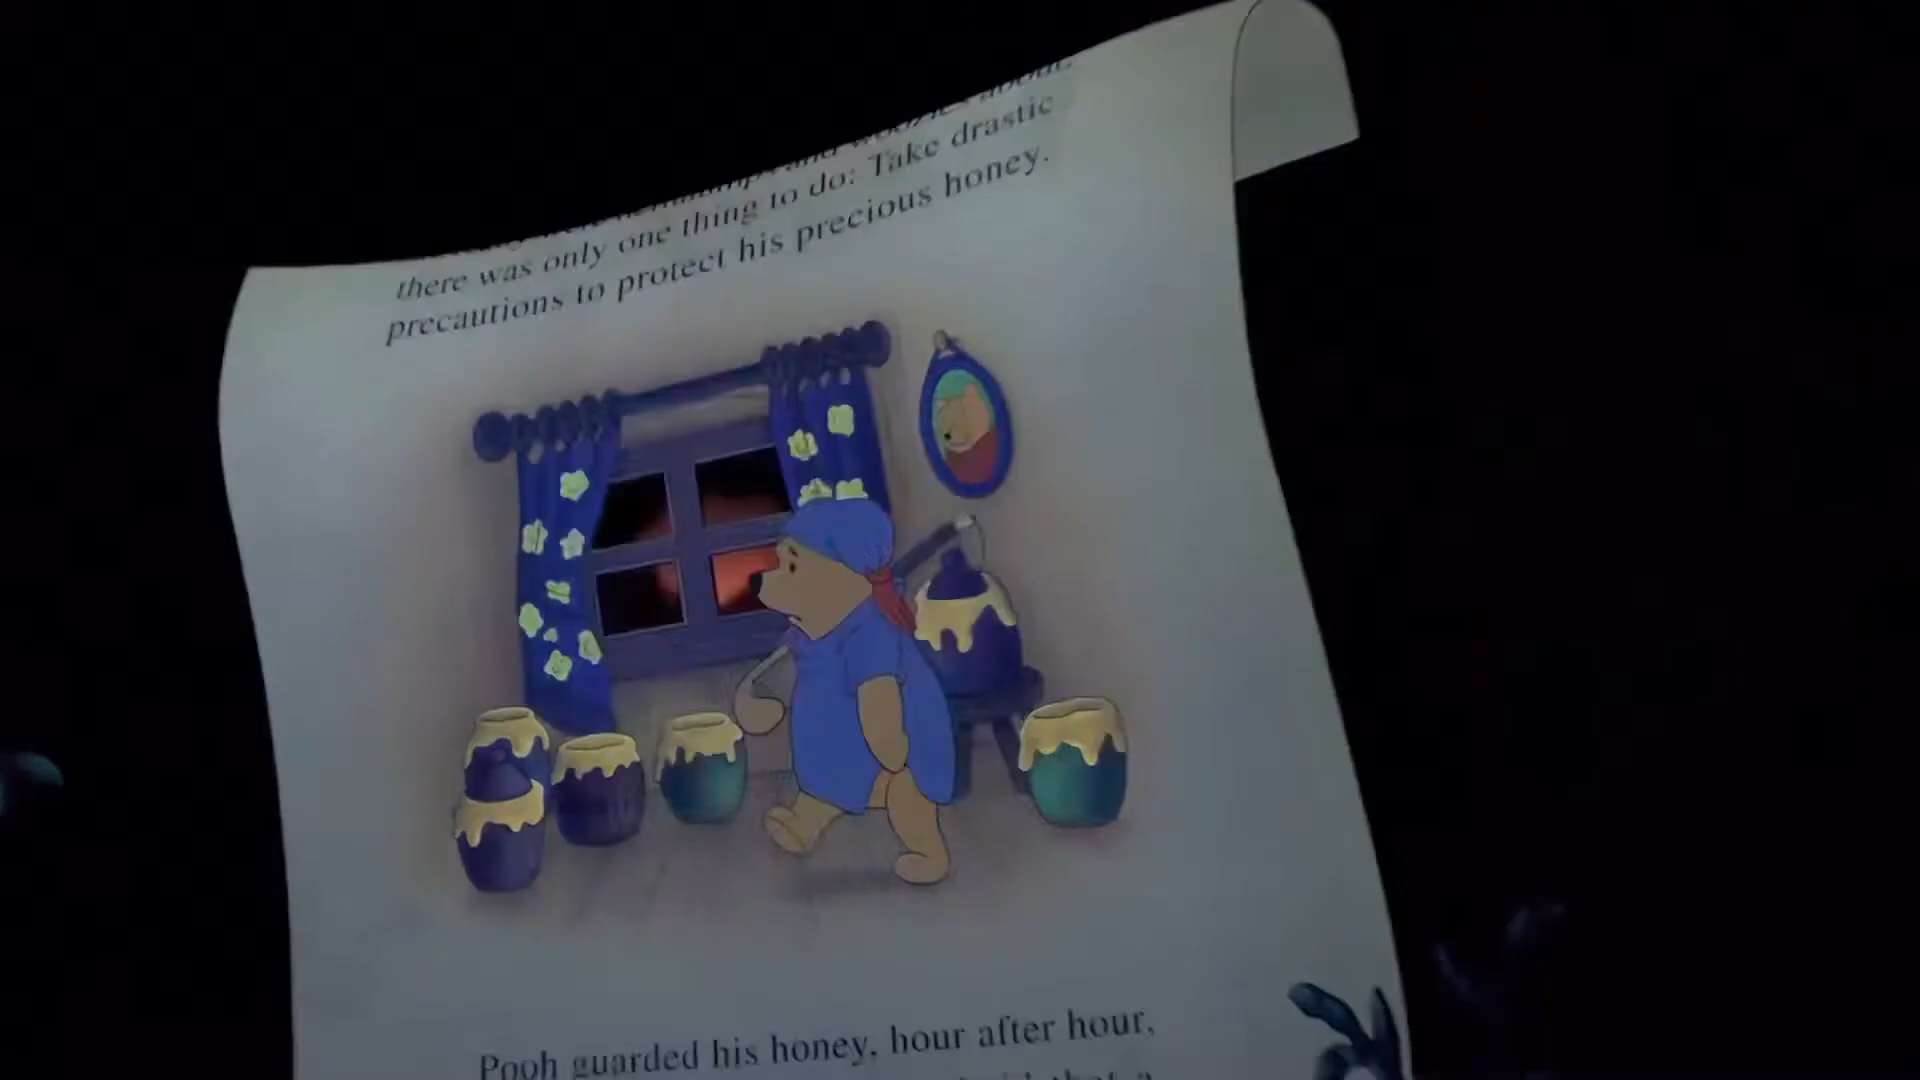 there was only one thing to do: Take drastic
precautions to protect his precious honey.
Pooh guarded his honey, hour after hour,
that a